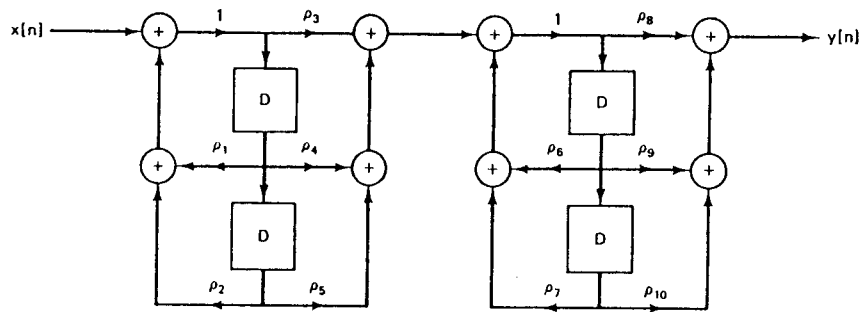 x[n] + 1 ρ₃ + + 1 ρ₈ + y[n]
D D
+ ρ₁ ρ₄ + + ρ₆ ρ₉ +
D D
ρ₂ ρ₅ ρ₇ ρ₁₀